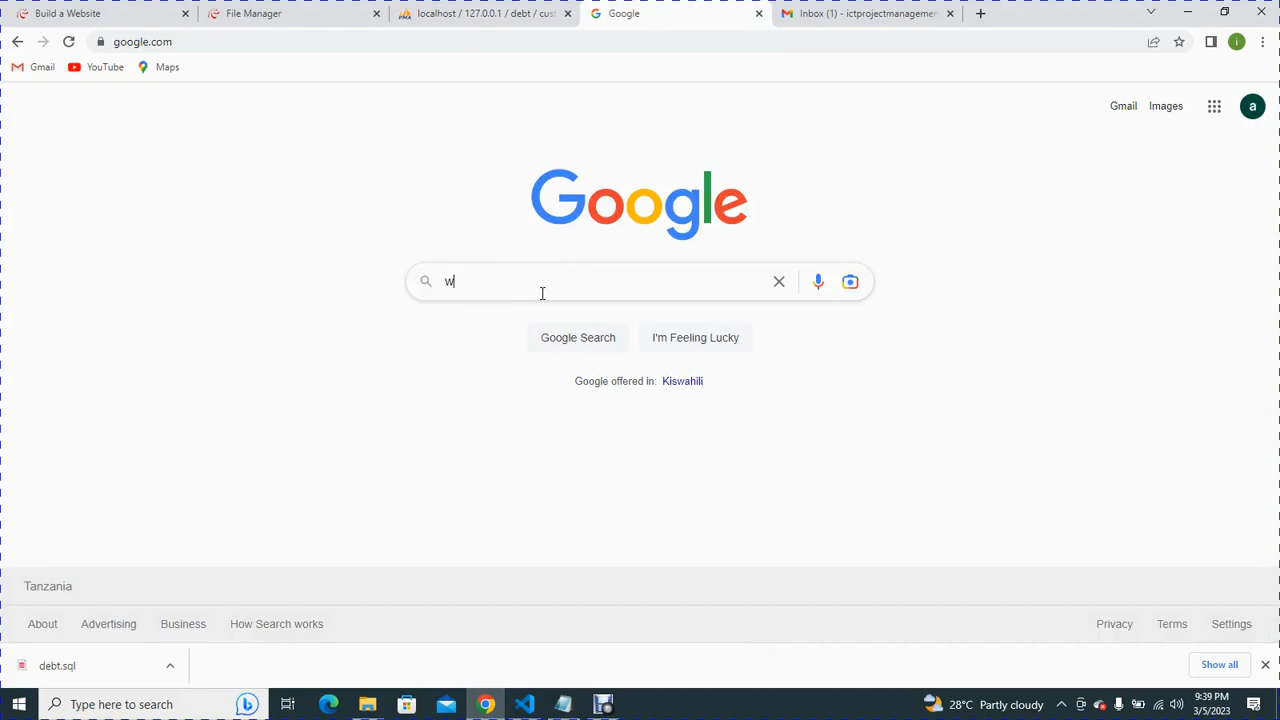 Build a Website
File Manager
localhost / 127.0.0.1 / debt / cust
Google
Inbox (1) - ictprojectmanagemen
google.com
i
Gmail
YouTube
Maps
Gmail
Images
a
Google
W
Google Search
I'm Feeling Lucky
Google offered in: Kiswahili
Tanzania
About
Advertising
Business
How Search works
Privacy
Terms
Settings
debt.sql
Show all
Type here to search
28°C Partly cloudy
9:39 PM
3/5/2023